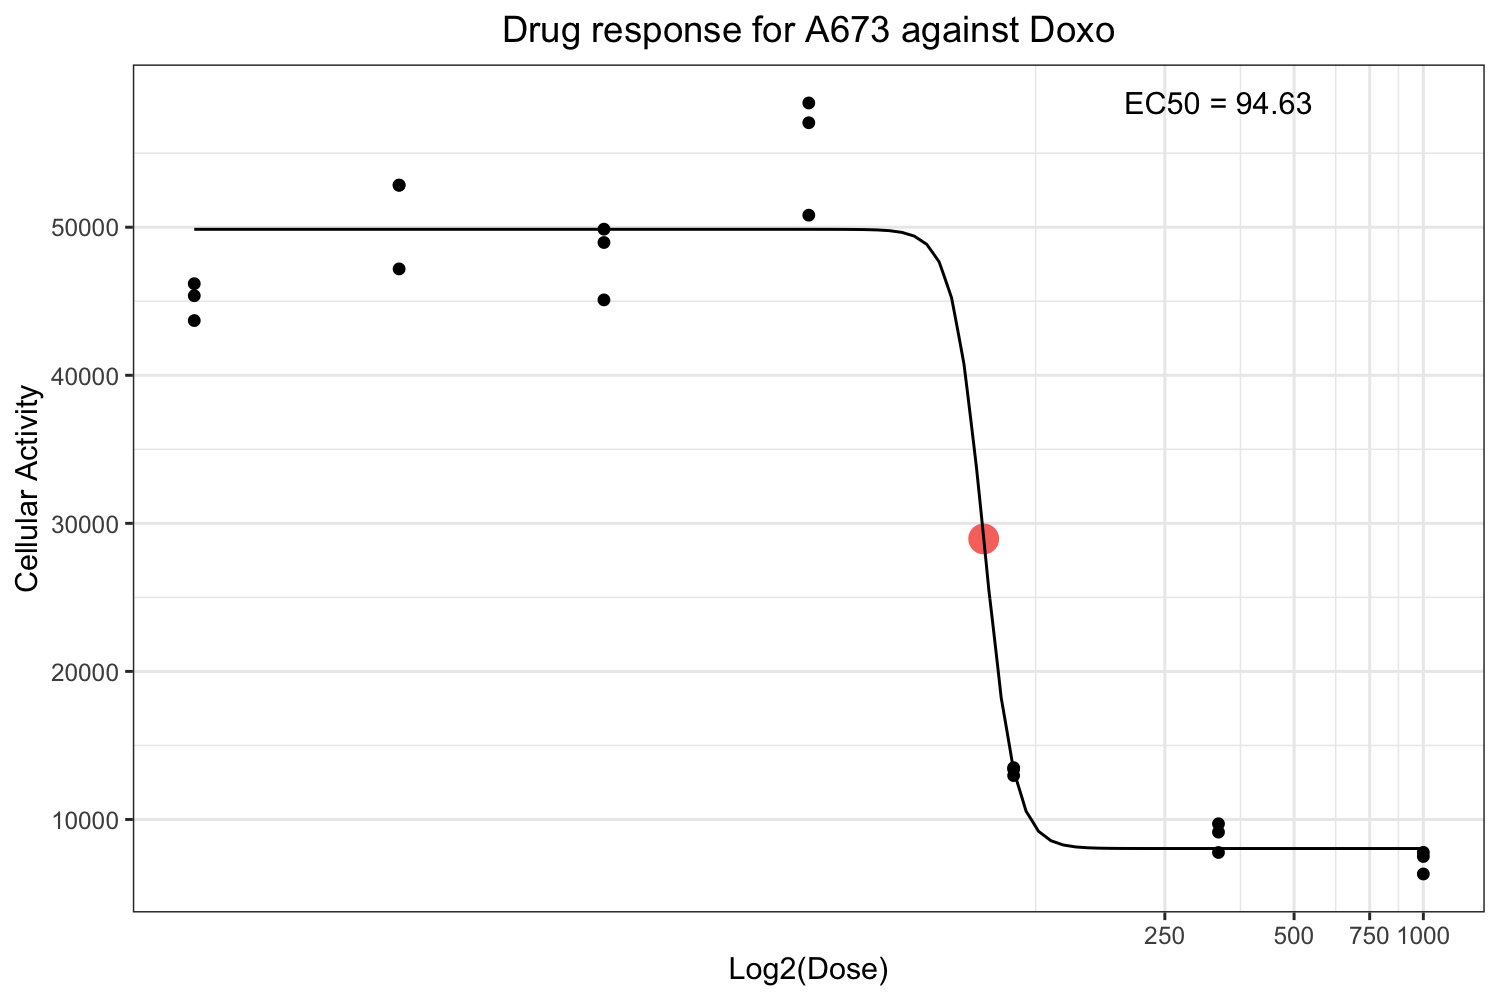 Drug response for A673 against Doxo
EC50 = 94.63
50000
40000
30000
20000
10000
Cellular Activity
250 500 750 1000
Log2(Dose)